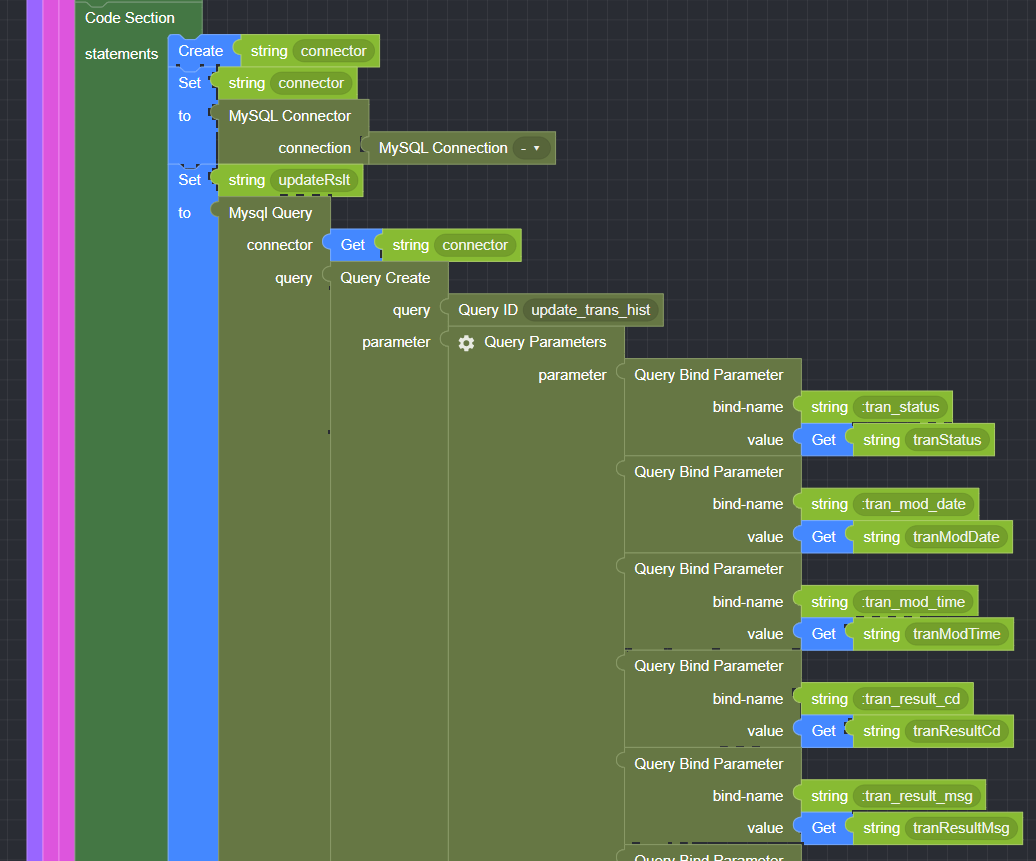 Code Section
statements
Create string connector
Set string connector
to MySQL Connector
connection MySQL Connection -
Set string updateRslt
to Mysql Query
connector Get string connector
query Query Create
query Query ID update_trans_hist
parameter Query Parameters
parameter Query Bind Parameter
bind-name string :tran_status
value Get string tranStatus
Query Bind Parameter
bind-name string :tran_mod_date
value Get string tranModDate
Query Bind Parameter
bind-name string :tran_mod_time
value Get string tranModTime
Query Bind Parameter
bind-name string :tran_result_cd
value Get string tranResultCd
Query Bind Parameter
bind-name string :tran_result_msg
value Get string tranResultMsg
Query Bind Parameter